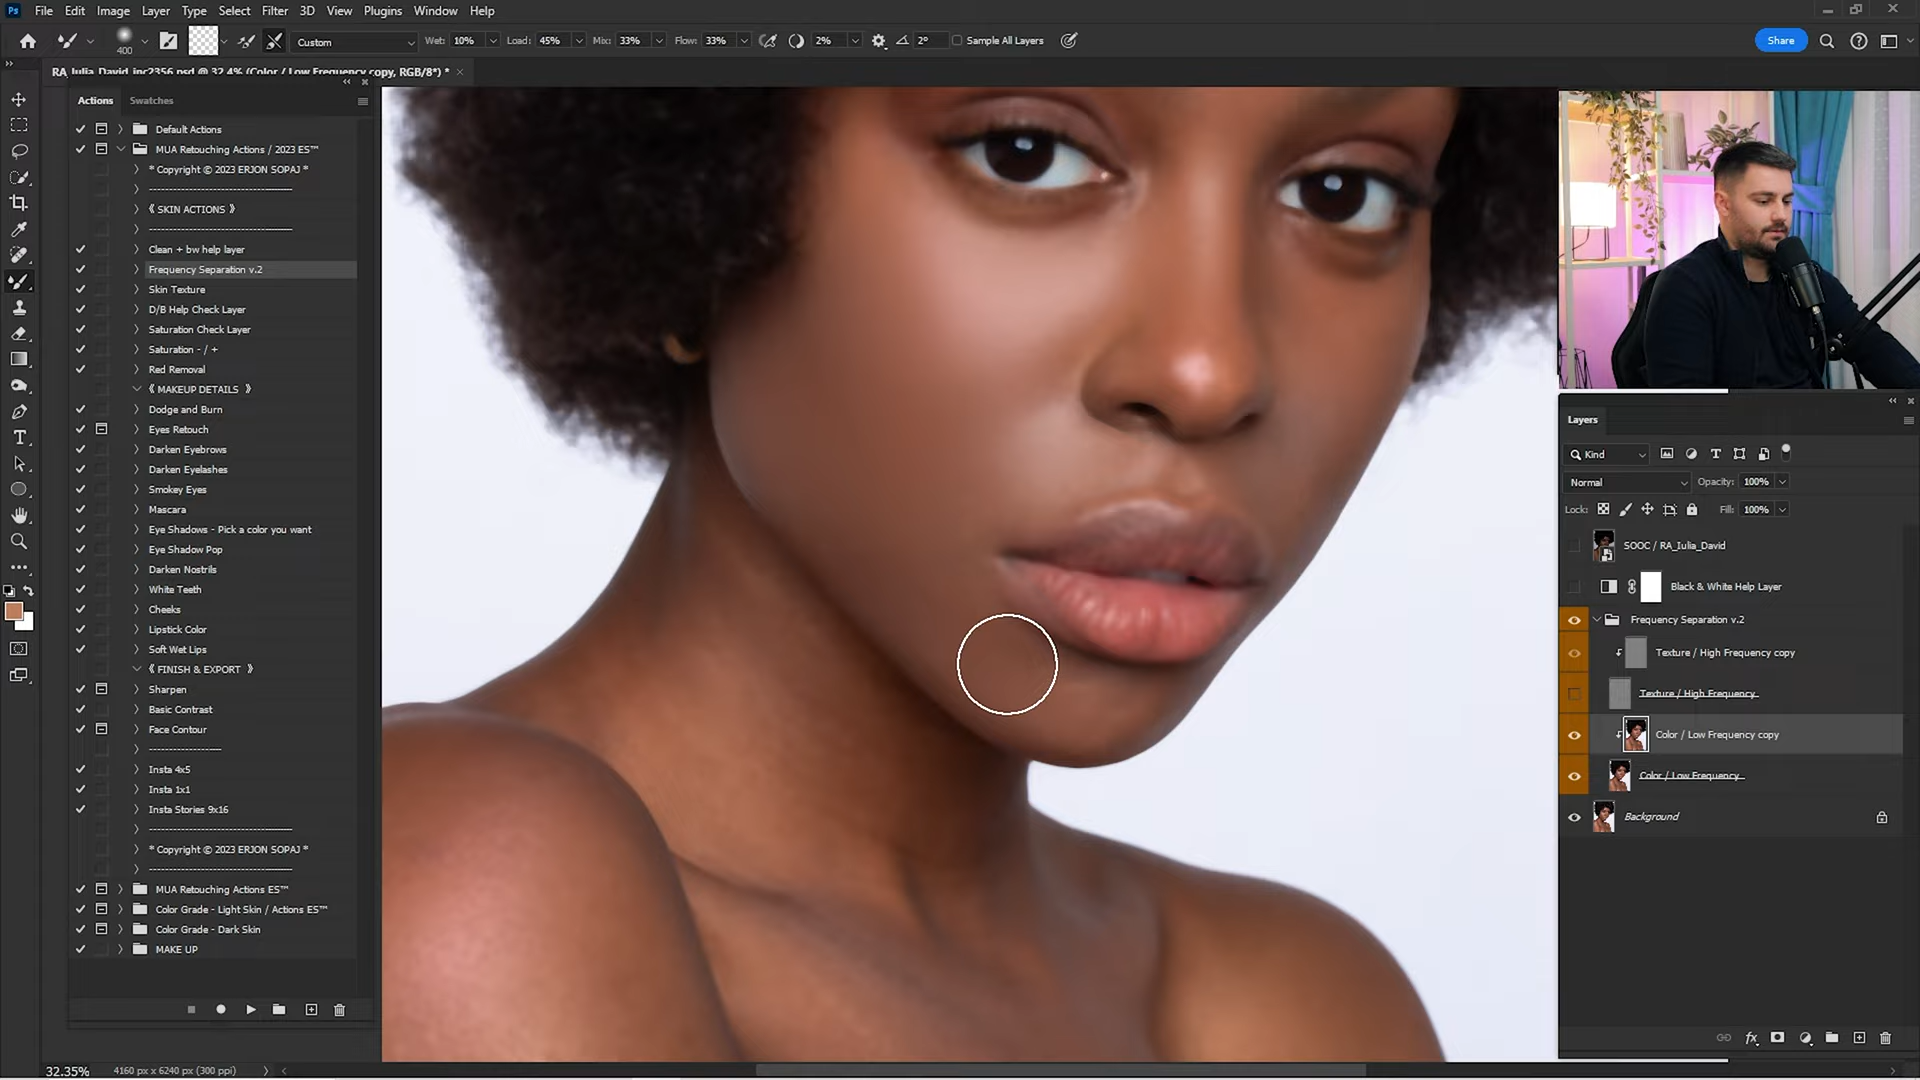 Ps File Edit Image Layer Type Select Filter 3D View Plugins Window Help
400 Custom Wet: 10% Load: 45% Mix: 33% Flow: 33% 2% 2° Sample All Layers Share
RA_Iulia_David_inc2356.psd @ 32.4% (Color / Low Frequency copy, RGB/8*) *
Actions Swatches
Default Actions
MUA Retouching Actions / 2023 ES™
* Copyright © 2023 ERJON SOPAJ *
----------------------------------------
《 SKIN ACTIONS 》
----------------------------------------
Clean + bw help layer
Frequency Separation v.2
Skin Texture
D/B Help Check Layer
Saturation Check Layer
Saturation - / +
Red Removal
《 MAKEUP DETAILS 》
Dodge and Burn
Eyes Retouch
Darken Eyebrows
Darken Eyelashes
Smokey Eyes
Mascara
Eye Shadows - Pick a color you want
Eye Shadow Pop
Darken Nostrils
White Teeth
Cheeks
Lipstick Color
Soft Wet Lips
《 FINISH & EXPORT 》
Sharpen
Basic Contrast
Face Contour
--------------------
Insta 4x5
Insta 1x1
Insta Stories 9x16
----------------------------------------
* Copyright © 2023 ERJON SOPAJ *
----------------------------------------
MUA Retouching Actions ES™
Color Grade - Light Skin / Actions ES™
Color Grade - Dark Skin
MAKE UP
32.35% 4160 px x 6240 px (300 ppi)
Layers
Kind
Normal Opacity: 100%
Lock: Fill: 100%
SOOC / RA_Iulia_David
Black & White Help Layer
Frequency Separation v.2
Texture / High Frequency copy
Texture / High Frequency
Color / Low Frequency copy
Color / Low Frequency
Background